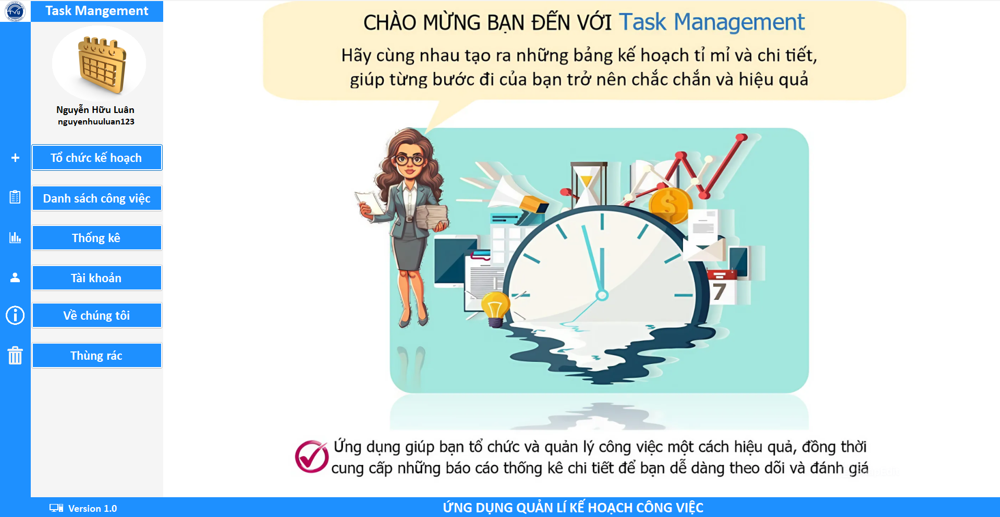 Task Mangement
Nguyễn Hữu Luân
nguyenhuuluan123
Tổ chức kế hoạch
Danh sách công việc
Thống kê
Tài khoản
Về chúng tôi
Thùng rác
CHÀO MỪNG BẠN ĐẾN VỚI Task Management
Hãy cùng nhau tạo ra những bảng kế hoạch tỉ mỉ và chi tiết,
giúp từng bước đi của bạn trở nên chắc chắn và hiệu quả
$
7
Ứng dụng giúp bạn tổ chức và quản lý công việc một cách hiệu quả, đồng thời
cung cấp những báo cáo thống kê chi tiết để bạn dễ dàng theo dõi và đánh giá
Version 1.0
ỨNG DỤNG QUẢN LÍ KẾ HOẠCH CÔNG VIỆC